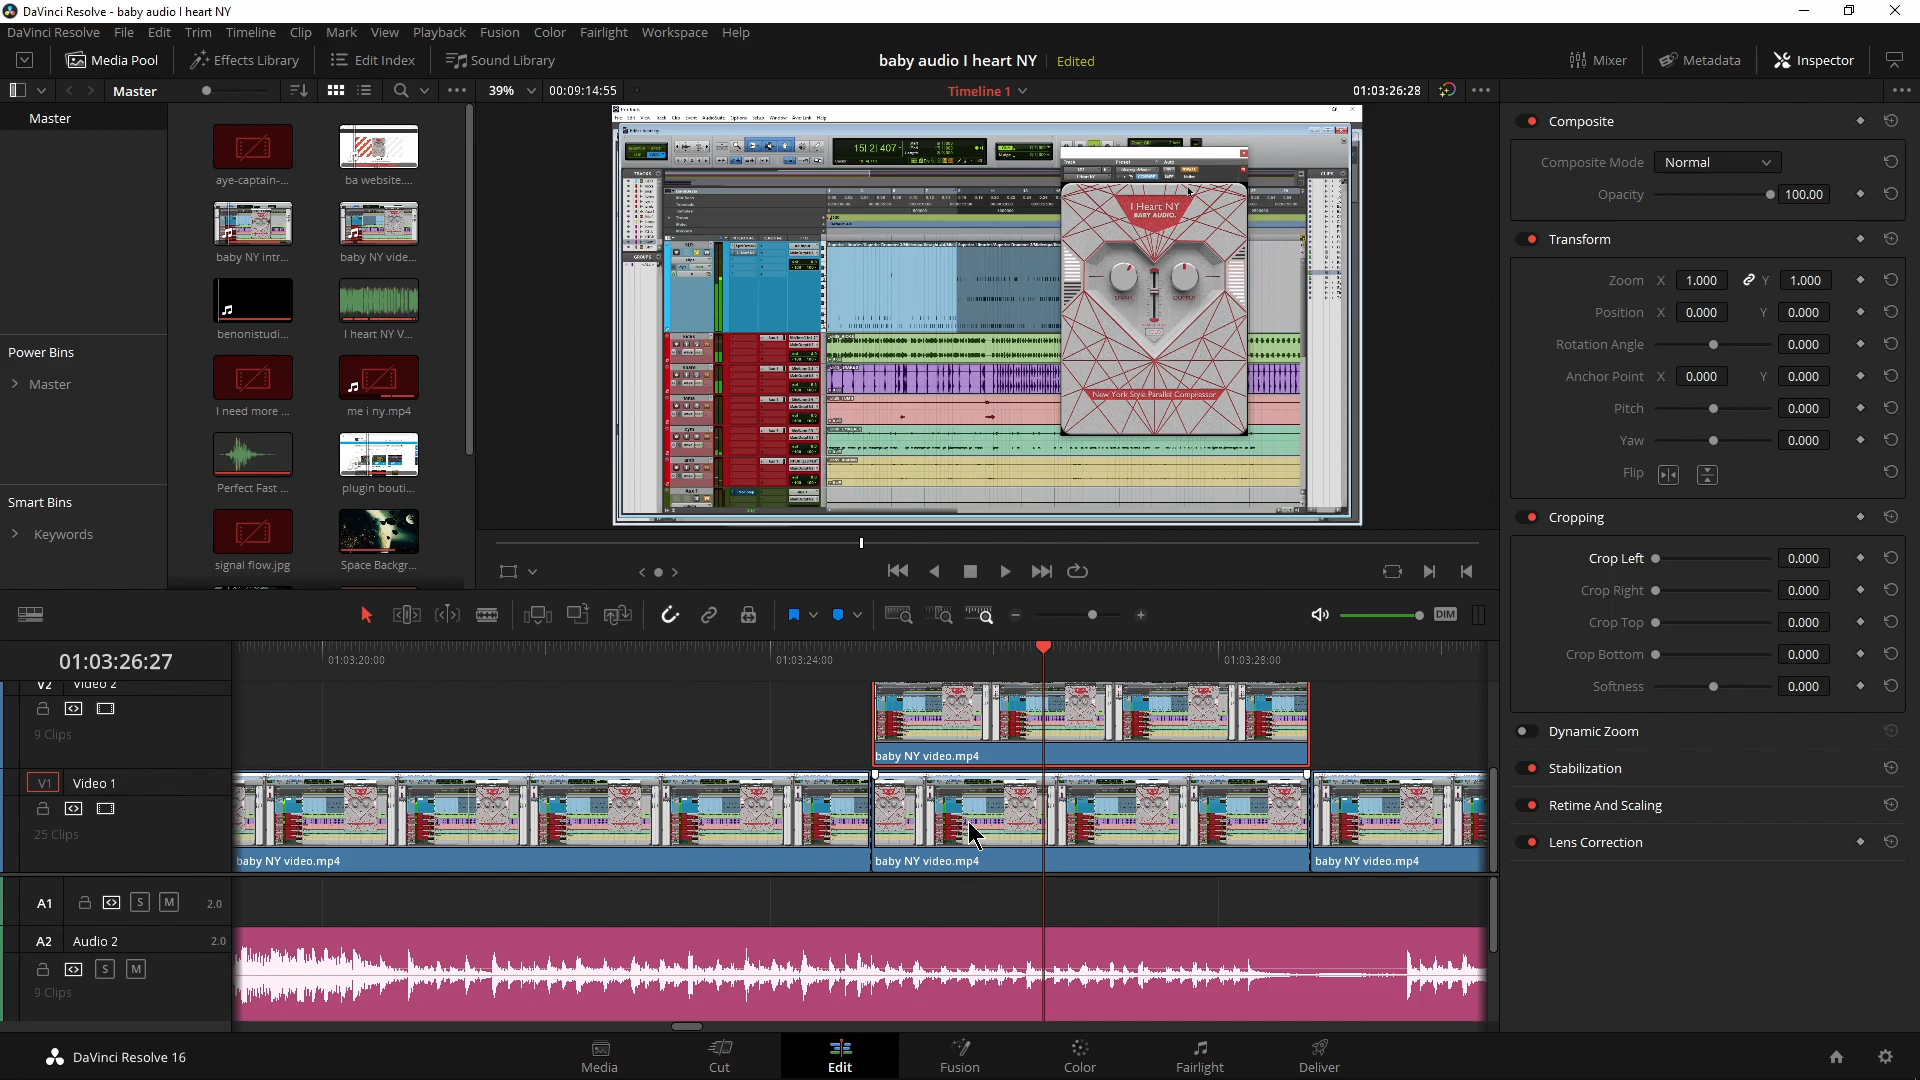 DaVinci Resolve - baby audio I heart NY
DaVinci Resolve File Edit Trim Timeline Clip Mark View Playback Fusion Color Fairlight Workspace Help
Media Pool Effects Library Edit Index Sound Library baby audio I heart NY Edited Mixer Metadata Inspector
Master 39% 00:09:14:55 Timeline 1 01:03:26:28
Master
Power Bins
Master
Smart Bins
Keywords
aye-captain-... ba website....
baby NY intr... baby NY vide...
benonistudi... I heart NY V...
I need more ... me i ny.mp4
Perfect Fast ... plugin bouti...
signal flow.jpg Space Backgr...
15| 2| 407
I Heart NY
BABY AUDIO.
SPANK OUTPUT
New York Style Parallel Compressor
Composite
Composite Mode Normal
Opacity 100.00
Transform
Zoom X 1.000 Y 1.000
Position X 0.000 Y 0.000
Rotation Angle 0.000
Anchor Point X 0.000 Y 0.000
Pitch 0.000
Yaw 0.000
Flip
Cropping
Crop Left 0.000
Crop Right 0.000
Crop Top 0.000
Crop Bottom 0.000
Softness 0.000
Dynamic Zoom
Stabilization
Retime And Scaling
Lens Correction
DIM
01:03:26:27 01:03:20:00 01:03:24:00 01:03:28:00
V2 Video 2
9 Clips
baby NY video.mp4
V1 Video 1
25 Clips
baby NY video.mp4 baby NY video.mp4 baby NY video.mp4
A1 S M 2.0
A2 Audio 2 2.0
S M
9 Clips
DaVinci Resolve 16
Media Cut Edit Fusion Color Fairlight Deliver